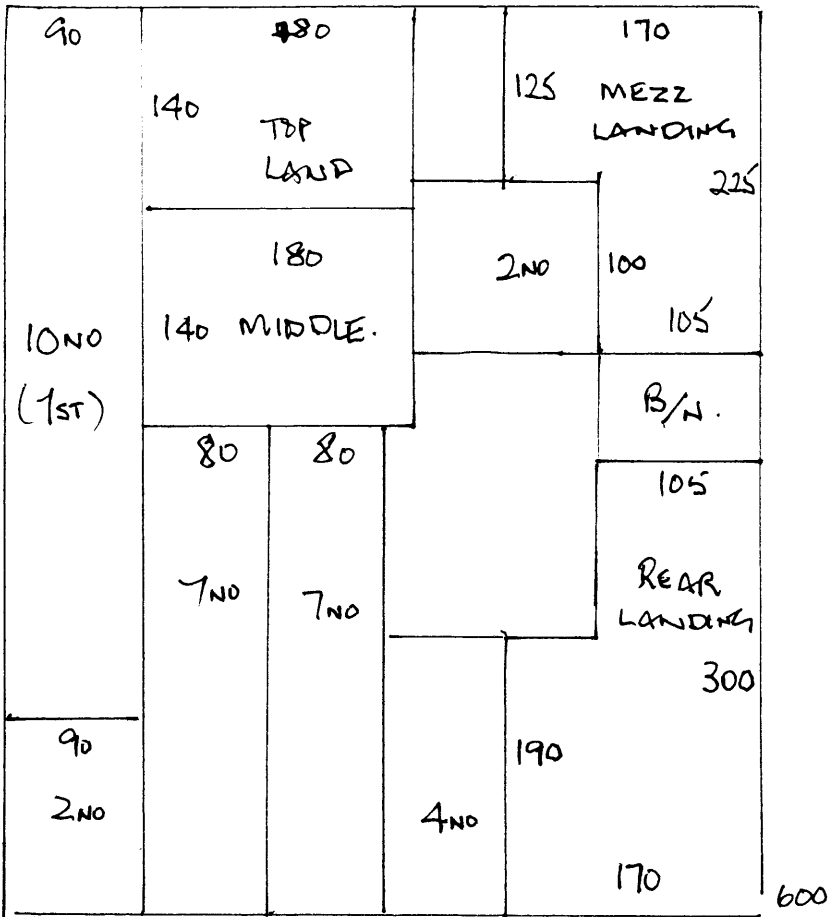 90
180
170
140
TOP
LAND
125
MEZZ
LANDING
225
180
140 MIDDLE.
2NO
100
105
10NO
(1ST)
B/N.
80
80
105
7NO
7NO
REAR
LANDING
300
90
2NO
190
4NO
170
600